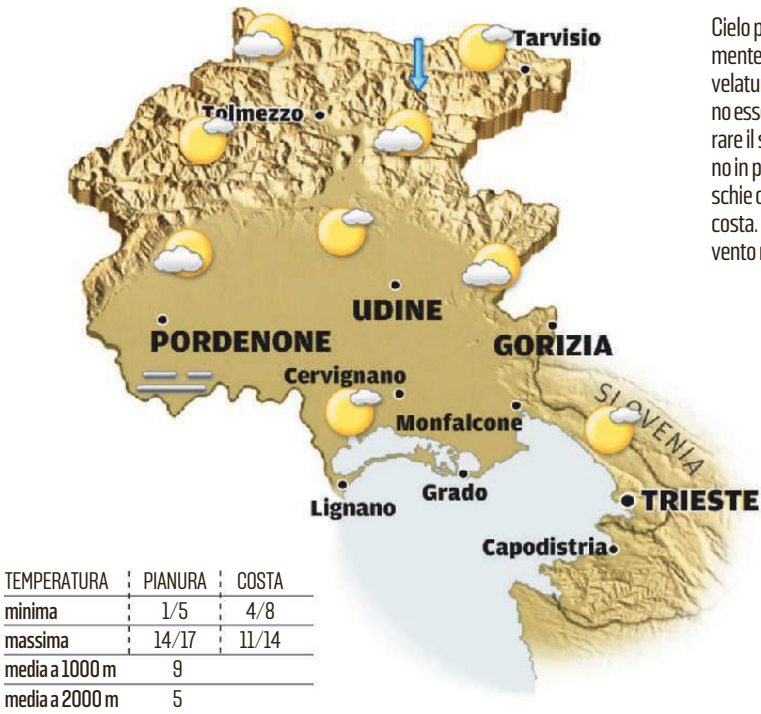 Tarvisio
Tolmezzo
UDINE
PORDENONE
GORIZIA
Cervignano
Monfalcone
SLOVENIA
Lignano
Grado
TRIESTE
Capodistria
Cielo p
mente
velatu
no ess
rare il s
no in p
schie c
costa.
vento
TEMPERATURA PIANURA COSTA
minima 1/5 4/8
massima 14/17 11/14
media a 1000 m 9
media a 2000 m 5